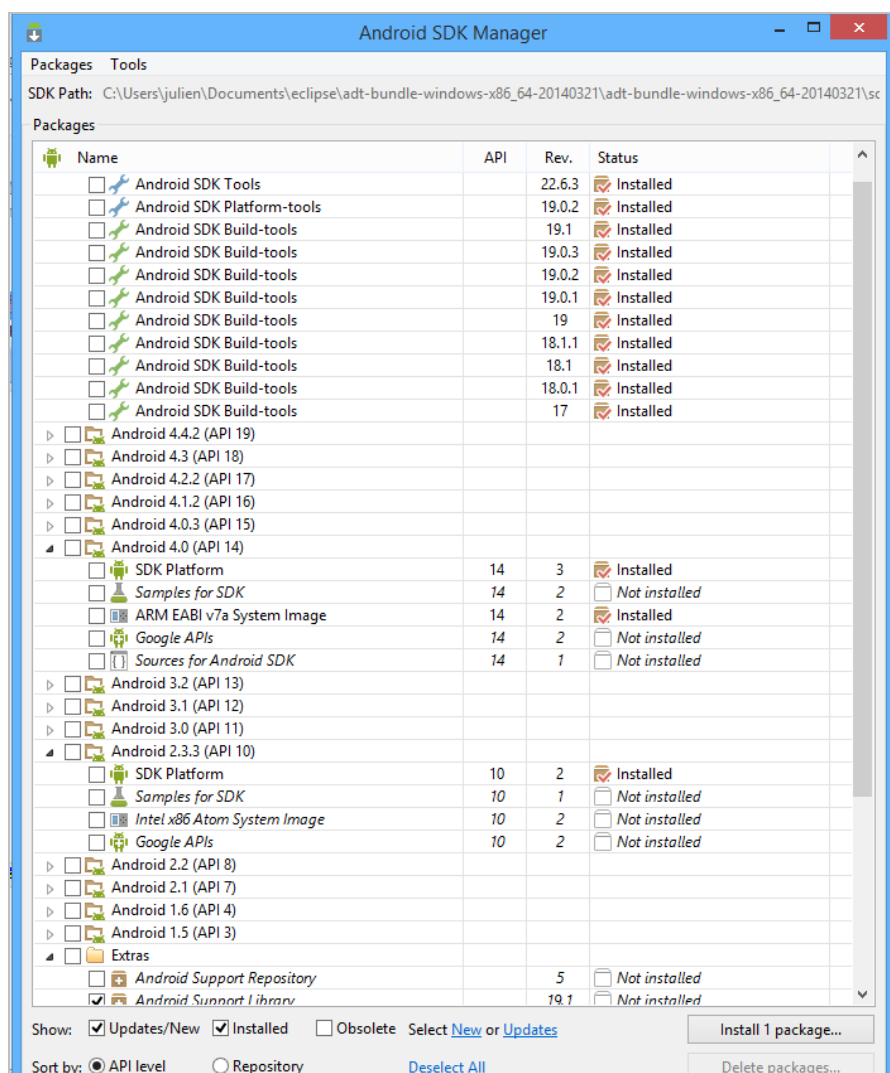 Android SDK Manager
Packages Tools
SDK Path: C:\Users\julien\Documents\eclipse\adt-bundle-windows-x86_64-20140321\adt-bundle-windows-x86_64-20140321\sc
Packages
Name API Rev. Status
Android SDK Tools 22.6.3 Installed
Android SDK Platform-tools 19.0.2 Installed
Android SDK Build-tools 19.1 Installed
Android SDK Build-tools 19.0.3 Installed
Android SDK Build-tools 19.0.2 Installed
Android SDK Build-tools 19.0.1 Installed
Android SDK Build-tools 19 Installed
Android SDK Build-tools 18.1.1 Installed
Android SDK Build-tools 18.1 Installed
Android SDK Build-tools 18.0.1 Installed
Android SDK Build-tools 17 Installed
Android 4.4.2 (API 19)
Android 4.3 (API 18)
Android 4.2.2 (API 17)
Android 4.1.2 (API 16)
Android 4.0.3 (API 15)
Android 4.0 (API 14)
SDK Platform 14 3 Installed
Samples for SDK 14 2 Not installed
ARM EABI v7a System Image 14 2 Installed
Google APIs 14 2 Not installed
Sources for Android SDK 14 1 Not installed
Android 3.2 (API 13)
Android 3.1 (API 12)
Android 3.0 (API 11)
Android 2.3.3 (API 10)
SDK Platform 10 2 Installed
Samples for SDK 10 1 Not installed
Intel x86 Atom System Image 10 2 Not installed
Google APIs 10 2 Not installed
Android 2.2 (API 8)
Android 2.1 (API 7)
Android 1.6 (API 4)
Android 1.5 (API 3)
Extras
Android Support Repository 5 Not installed
Android Support Library 19.1 Not installed
Show: Updates/New Installed Obsolete Select New or Updates Install 1 package...
Sort by: API level Repository Deselect All Delete packages...